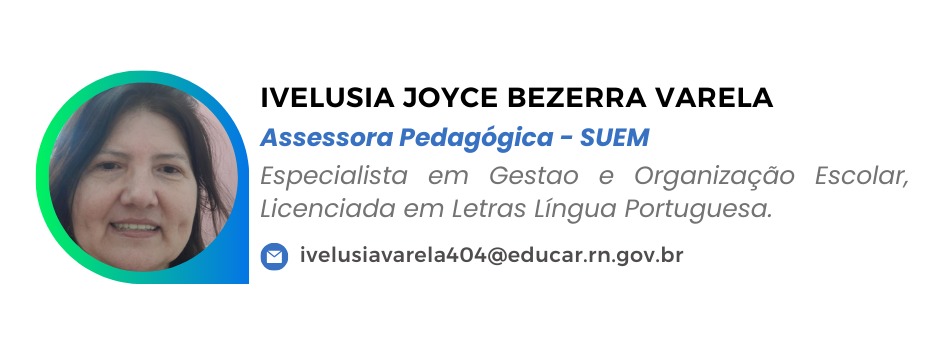 IVELUSIA JOYCE BEZERRA VARELA
Assessora Pedagógica - SUEM
Especialista em Gestao e Organização Escolar,
Licenciada em Letras Língua Portuguesa.
ivelusiavarela404@educar.rn.gov.br